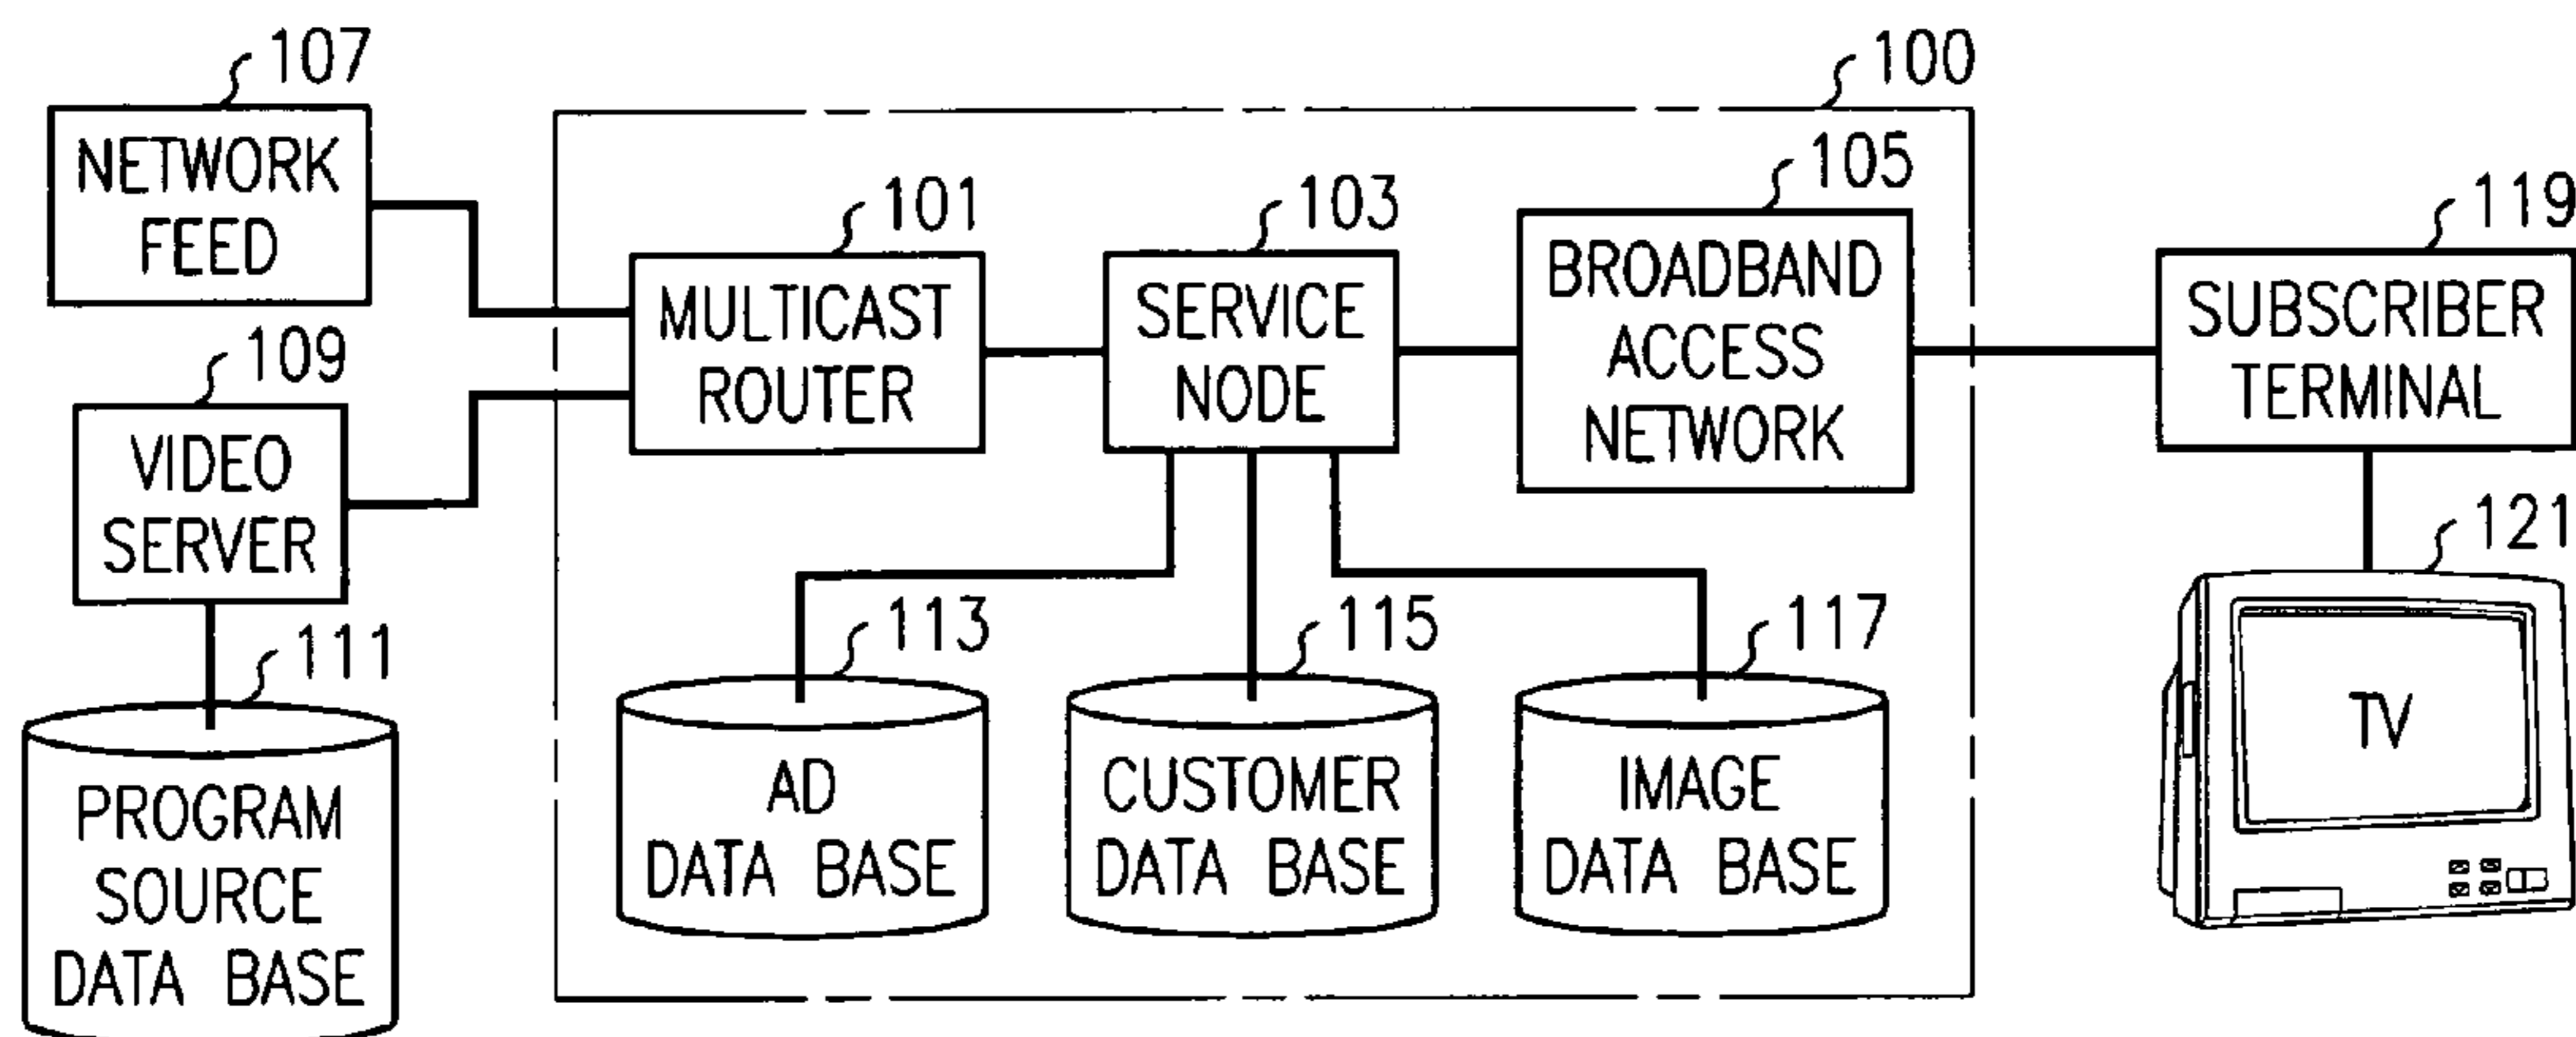 107
NETWORK
FEED
109
VIDEO
SERVER
111
PROGRAM
SOURCE
DATA BASE
100
101
MULTICAST
ROUTER
103
SERVICE
NODE
105
BROADBAND
ACCESS
NETWORK
113
AD
DATA BASE
115
CUSTOMER
DATA BASE
117
IMAGE
DATA BASE
119
SUBSCRIBER
TERMINAL
121
TV